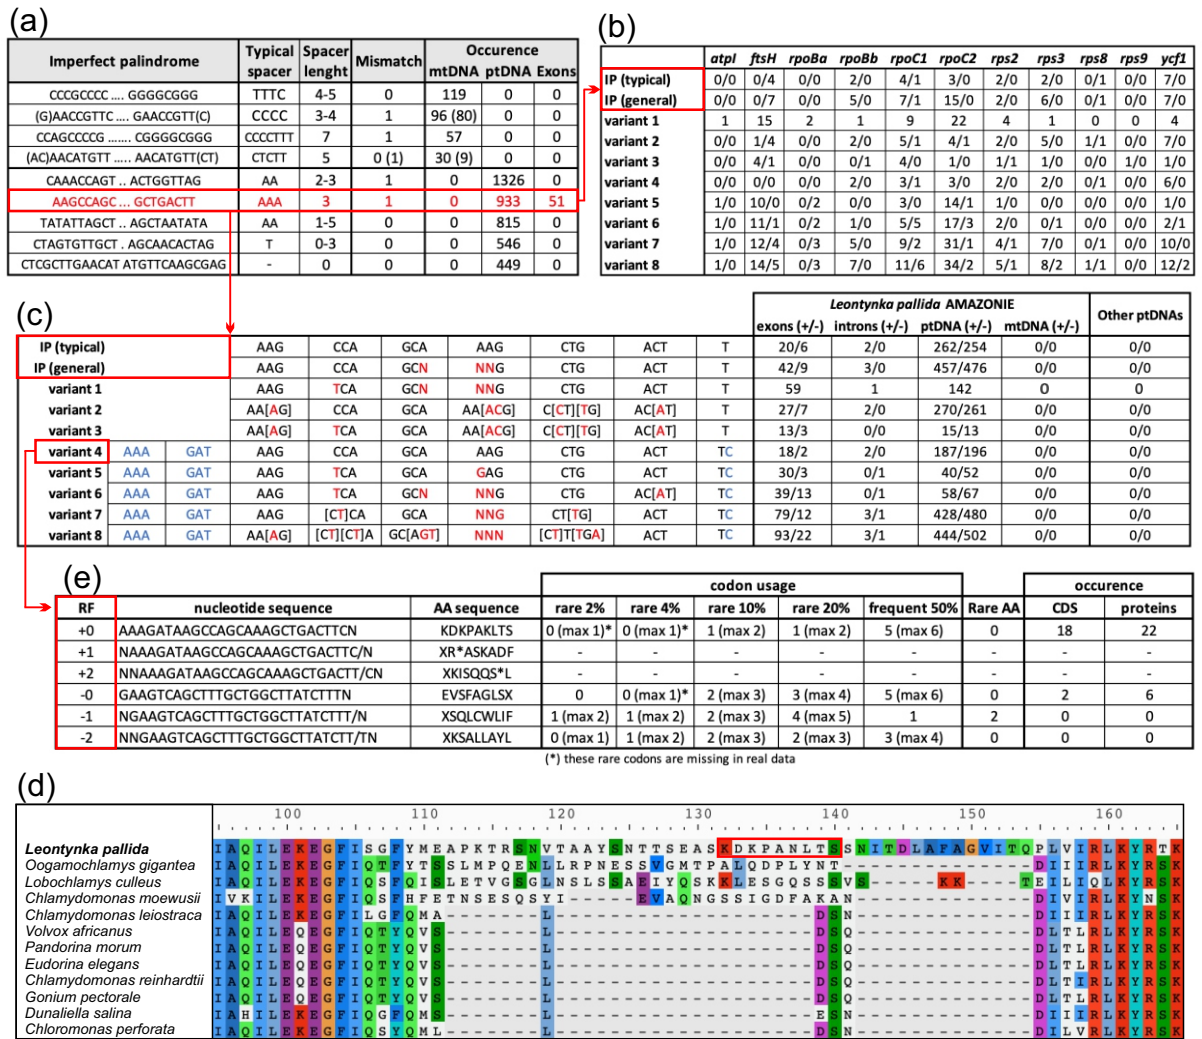 (a)
Imperfect palindrome Typical spacer Spacer lenght Mismatch Occurence
mtDNA ptDNA Exons
CCCGCCCC .... GGGGCGGG TTTC 4-5 0 119 0 0
(G)AACCGTTC .... GAACCGTT(C) CCCC 3-4 1 96 (80) 0 0
CCAGCCCCG ....... CGGGGCGGG CCCCTTT 7 1 57 0 0
(AC)AACATGTT ..... AACATGTT(CT) CTCTT 5 0 (1) 30 (9) 0 0
CAAACCAGT .. ACTGGTTAG AA 2-3 1 0 1326 0
AAGCCAGC ... GCTGACTT AAA 3 1 0 933 51
TATATTAGCT .. AGCTAATATA AA 1-5 0 0 815 0
CTAGTGTTGCT . AGCAACACTAG T 0-3 0 0 546 0
CTCGCTTGAACAT ATGTTCAAGCGAG - 0 0 0 449 0
(b)
atpI ftsH rpoBa rpoBb rpoC1 rpoC2 rps2 rps3 rps8 rps9 ycf1
IP (typical) 0/0 0/4 0/0 2/0 4/1 3/0 2/0 2/0 0/1 0/0 7/0
IP (general) 0/0 0/7 0/0 5/0 7/1 15/0 2/0 6/0 0/1 0/0 7/0
variant 1 1 15 2 1 9 22 4 1 0 0 4
variant 2 0/0 1/4 0/0 2/0 5/1 4/1 2/0 5/0 1/1 0/0 7/0
variant 3 0/0 4/1 0/0 0/1 4/0 1/0 1/1 1/0 0/0 1/0 1/0
variant 4 0/0 0/0 0/0 2/0 3/1 3/0 2/0 2/0 0/1 0/0 6/0
variant 5 1/0 10/0 0/2 0/0 3/0 14/1 0/0 0/0 0/0 0/0 1/0
variant 6 1/0 11/1 0/2 1/0 5/5 17/3 2/0 0/1 0/0 0/0 2/1
variant 7 1/0 12/4 0/3 5/0 9/2 31/1 4/1 7/0 0/1 0/0 10/0
variant 8 1/0 14/5 0/3 7/0 11/6 34/2 5/1 8/2 1/1 0/0 12/2
(c)
Leontynka pallida AMAZONIE Other ptDNAs
exons (+/-) introns (+/-) ptDNA (+/-) mtDNA (+/-)
IP (typical) AAG CCA GCA AAG CTG ACT T 20/6 2/0 262/254 0/0 0/0
IP (general) AAG CCA GCN NNG CTG ACT T 42/9 3/0 457/476 0/0 0/0
variant 1 AAG TCA GCN NNG CTG ACT T 59 1 142 0 0
variant 2 AA[AG] CCA GCA AA[ACG] C[CT][TG] AC[AT] T 27/7 2/0 270/261 0/0 0/0
variant 3 AA[AG] TCA GCA AA[ACG] C[CT][TG] AC[AT] T 13/3 0/0 15/13 0/0 0/0
variant 4 AAA GAT AAG CCA GCA AAG CTG ACT TC 18/2 2/0 187/196 0/0 0/0
variant 5 AAA GAT AAG TCA GCA GAG CTG ACT TC 30/3 0/1 40/52 0/0 0/0
variant 6 AAA GAT AAG TCA GCN NNG CTG AC[AT] TC 39/13 0/1 58/67 0/0 0/0
variant 7 AAA GAT AAG [CT]CA GCA NNG CT[TG] ACT TC 79/12 3/1 428/480 0/0 0/0
variant 8 AAA GAT AA[AG] [CT][CT]A GC[AGT] NNN [CT]T[TGA] ACT TC 93/22 3/1 444/502 0/0 0/0
(e)
codon usage occurence
RF nucleotide sequence AA sequence rare 2% rare 4% rare 10% rare 20% frequent 50% Rare AA CDS proteins
+0 AAAGATAAGCCAGCAAAGCTGACTTCN KDKPAKLTS 0 (max 1)* 0 (max 1)* 1 (max 2) 1 (max 2) 5 (max 6) 0 18 22
+1 NAAAGATAAGCCAGCAAAGCTGACTTC/N XR*ASKADF - - - - - - - -
+2 NNAAAGATAAGCCAGCAAAGCTGACTT/CN XKISQQS*L - - - - - - - -
-0 GAAGTCAGCTTTGCTGGCTTATCTTTN EVSFAGLSX 0 0 (max 1)* 2 (max 3) 3 (max 4) 5 (max 6) 0 2 6
-1 NGAAGTCAGCTTTGCTGGCTTATCTTT/N XSQLCWLIF 1 (max 2) 1 (max 2) 2 (max 3) 4 (max 5) 1 2 0 0
-2 NNGAAGTCAGCTTTGCTGGCTTATCTT/TN XKSALLAYL 0 (max 1) 1 (max 2) 2 (max 3) 2 (max 3) 3 (max 4) 0 0 0
(*) these rare codons are missing in real data
(d)
100 110 120 130 140 150 160
Leontynka pallida IAQILEKEGFISGFYMEAPKTRSNVTAAYSNTTSEASKDKPANLTSSNITDLAFAGVITQPLVIRLKYRTK
Oogamochlamys gigantea IAQILEKEGFIQTFYTSSLMPQENLLRPNESSVGMTPALQDPLYNT--------------DIIIRLKYRSK
Lobochlamys culleus IAQILEKEGFIQSFQISLETVGSGLNSLSSAEIYQSKKLESGQSSSVS-----KK----TEILIQLKYRSK
Chlamydomonas moewusii IVKILEKEGFIQSFHFETNSESQSYI-----EVAQNGSSIGDFAKAN-------------DIVIRLKYNSK
Chlamydomonas leiostraca IAQILEKEGFILGFQMA-------L-------------------DSN-------------DIIIRLKYRSK
Volvox africanus IAQILEQEGFIQTYQVS-------L-------------------DSQ-------------DLTLRLKYRSK
Pandorina morum IAQILEQEGFIQTYQVS-------L-------------------DSQ-------------DLTLRLKYRSK
Eudorina elegans IAQILEQEGFIQTYQVS-------L-------------------DSQ-------------DLTLRLKYRSK
Chlamydomonas reinhardtii IAQILEKEGFIQTYQVS-------L-------------------DSQ-------------DLTIRLKYRSK
Gonium pectorale IAQILEQEGFIQTYQVS-------L-------------------DSQ-------------DLTLRLKYRSK
Dunaliella salina IAHILEKEGFIQGFQMS-------L-------------------ESN-------------DIIIRLKYRSK
Chloromonas perforata IAQILEKEGFIQSYQML-------L-------------------DSN-------------DIIIRLKYRSK